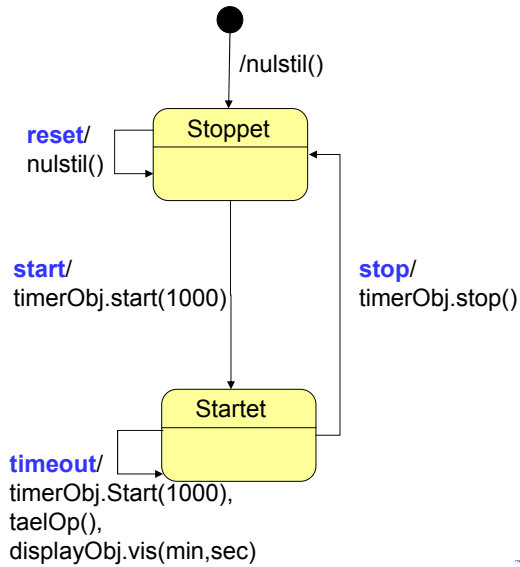 /nulstil()
Stoppet
reset/
nulstil()
start/
timerObj.start(1000)
stop/
timerObj.stop()
Startet
timeout/
timerObj.Start(1000),
taelOp(),
displayObj.vis(min,sec)